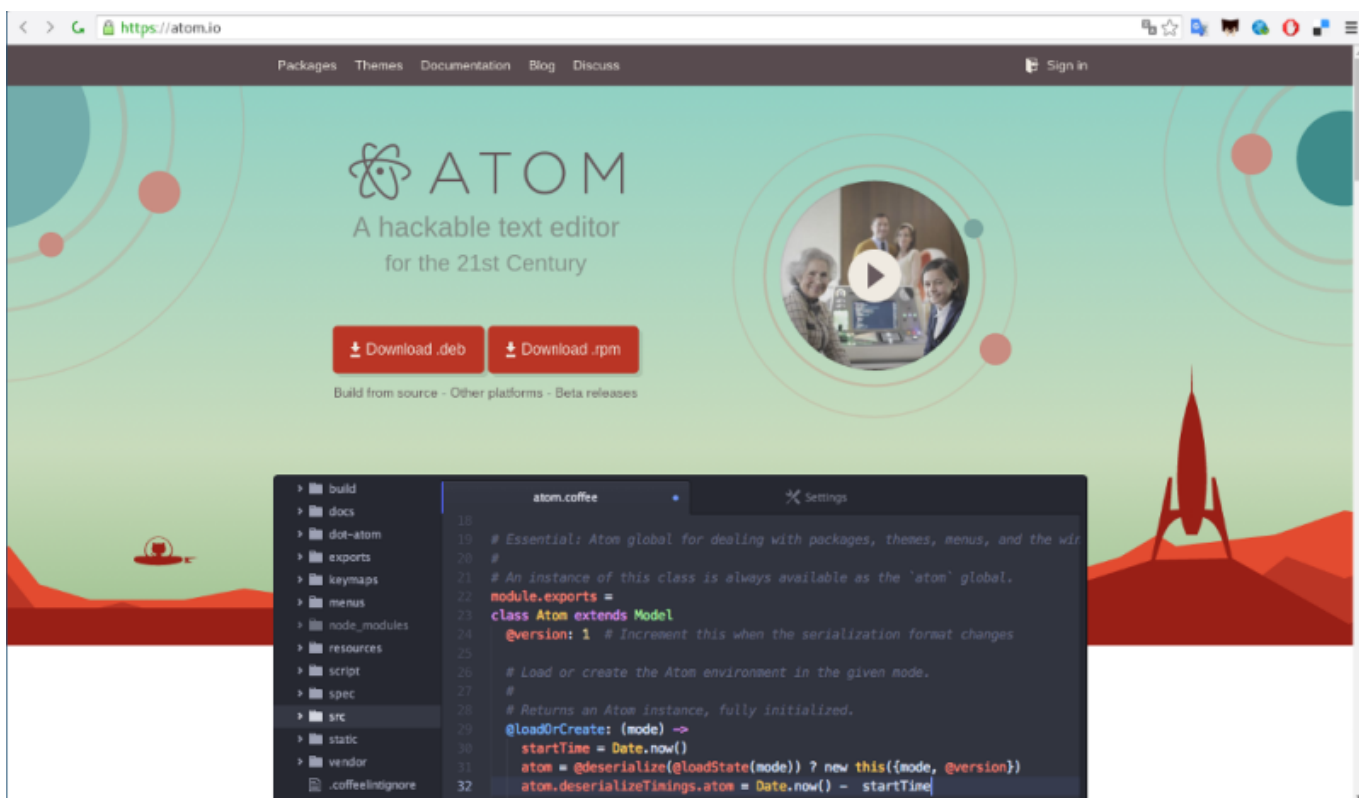 https://atom.io
Packages Themes Documentation Blog Discuss Sign in
ATOM
A hackable text editor
for the 21st Century
Download .deb Download .rpm
Build from source - Other platforms - Beta releases
build
docs
dot-atom
exports
keymaps
menus
node_modules
resources
script
spec
src
static
vendor
.coffeelintignore
atom.coffee Settings
18
19 # Essential: Atom global for dealing with packages, themes, menus, and the win
20 #
21 # An instance of this class is always available as the `atom` global.
22 module.exports =
23 class Atom extends Model
24 @version: 1 # Increment this when the serialization format changes
25
26 # Load or create the Atom environment in the given mode.
27 #
28 # Returns an Atom instance, fully initialized.
29 @loadOrCreate: (mode) ->
30 startTime = Date.now()
31 atom = @deserialize(@loadState(mode)) ? new this({mode, @version})
32 atom.deserializeTimings.atom = Date.now() - startTime